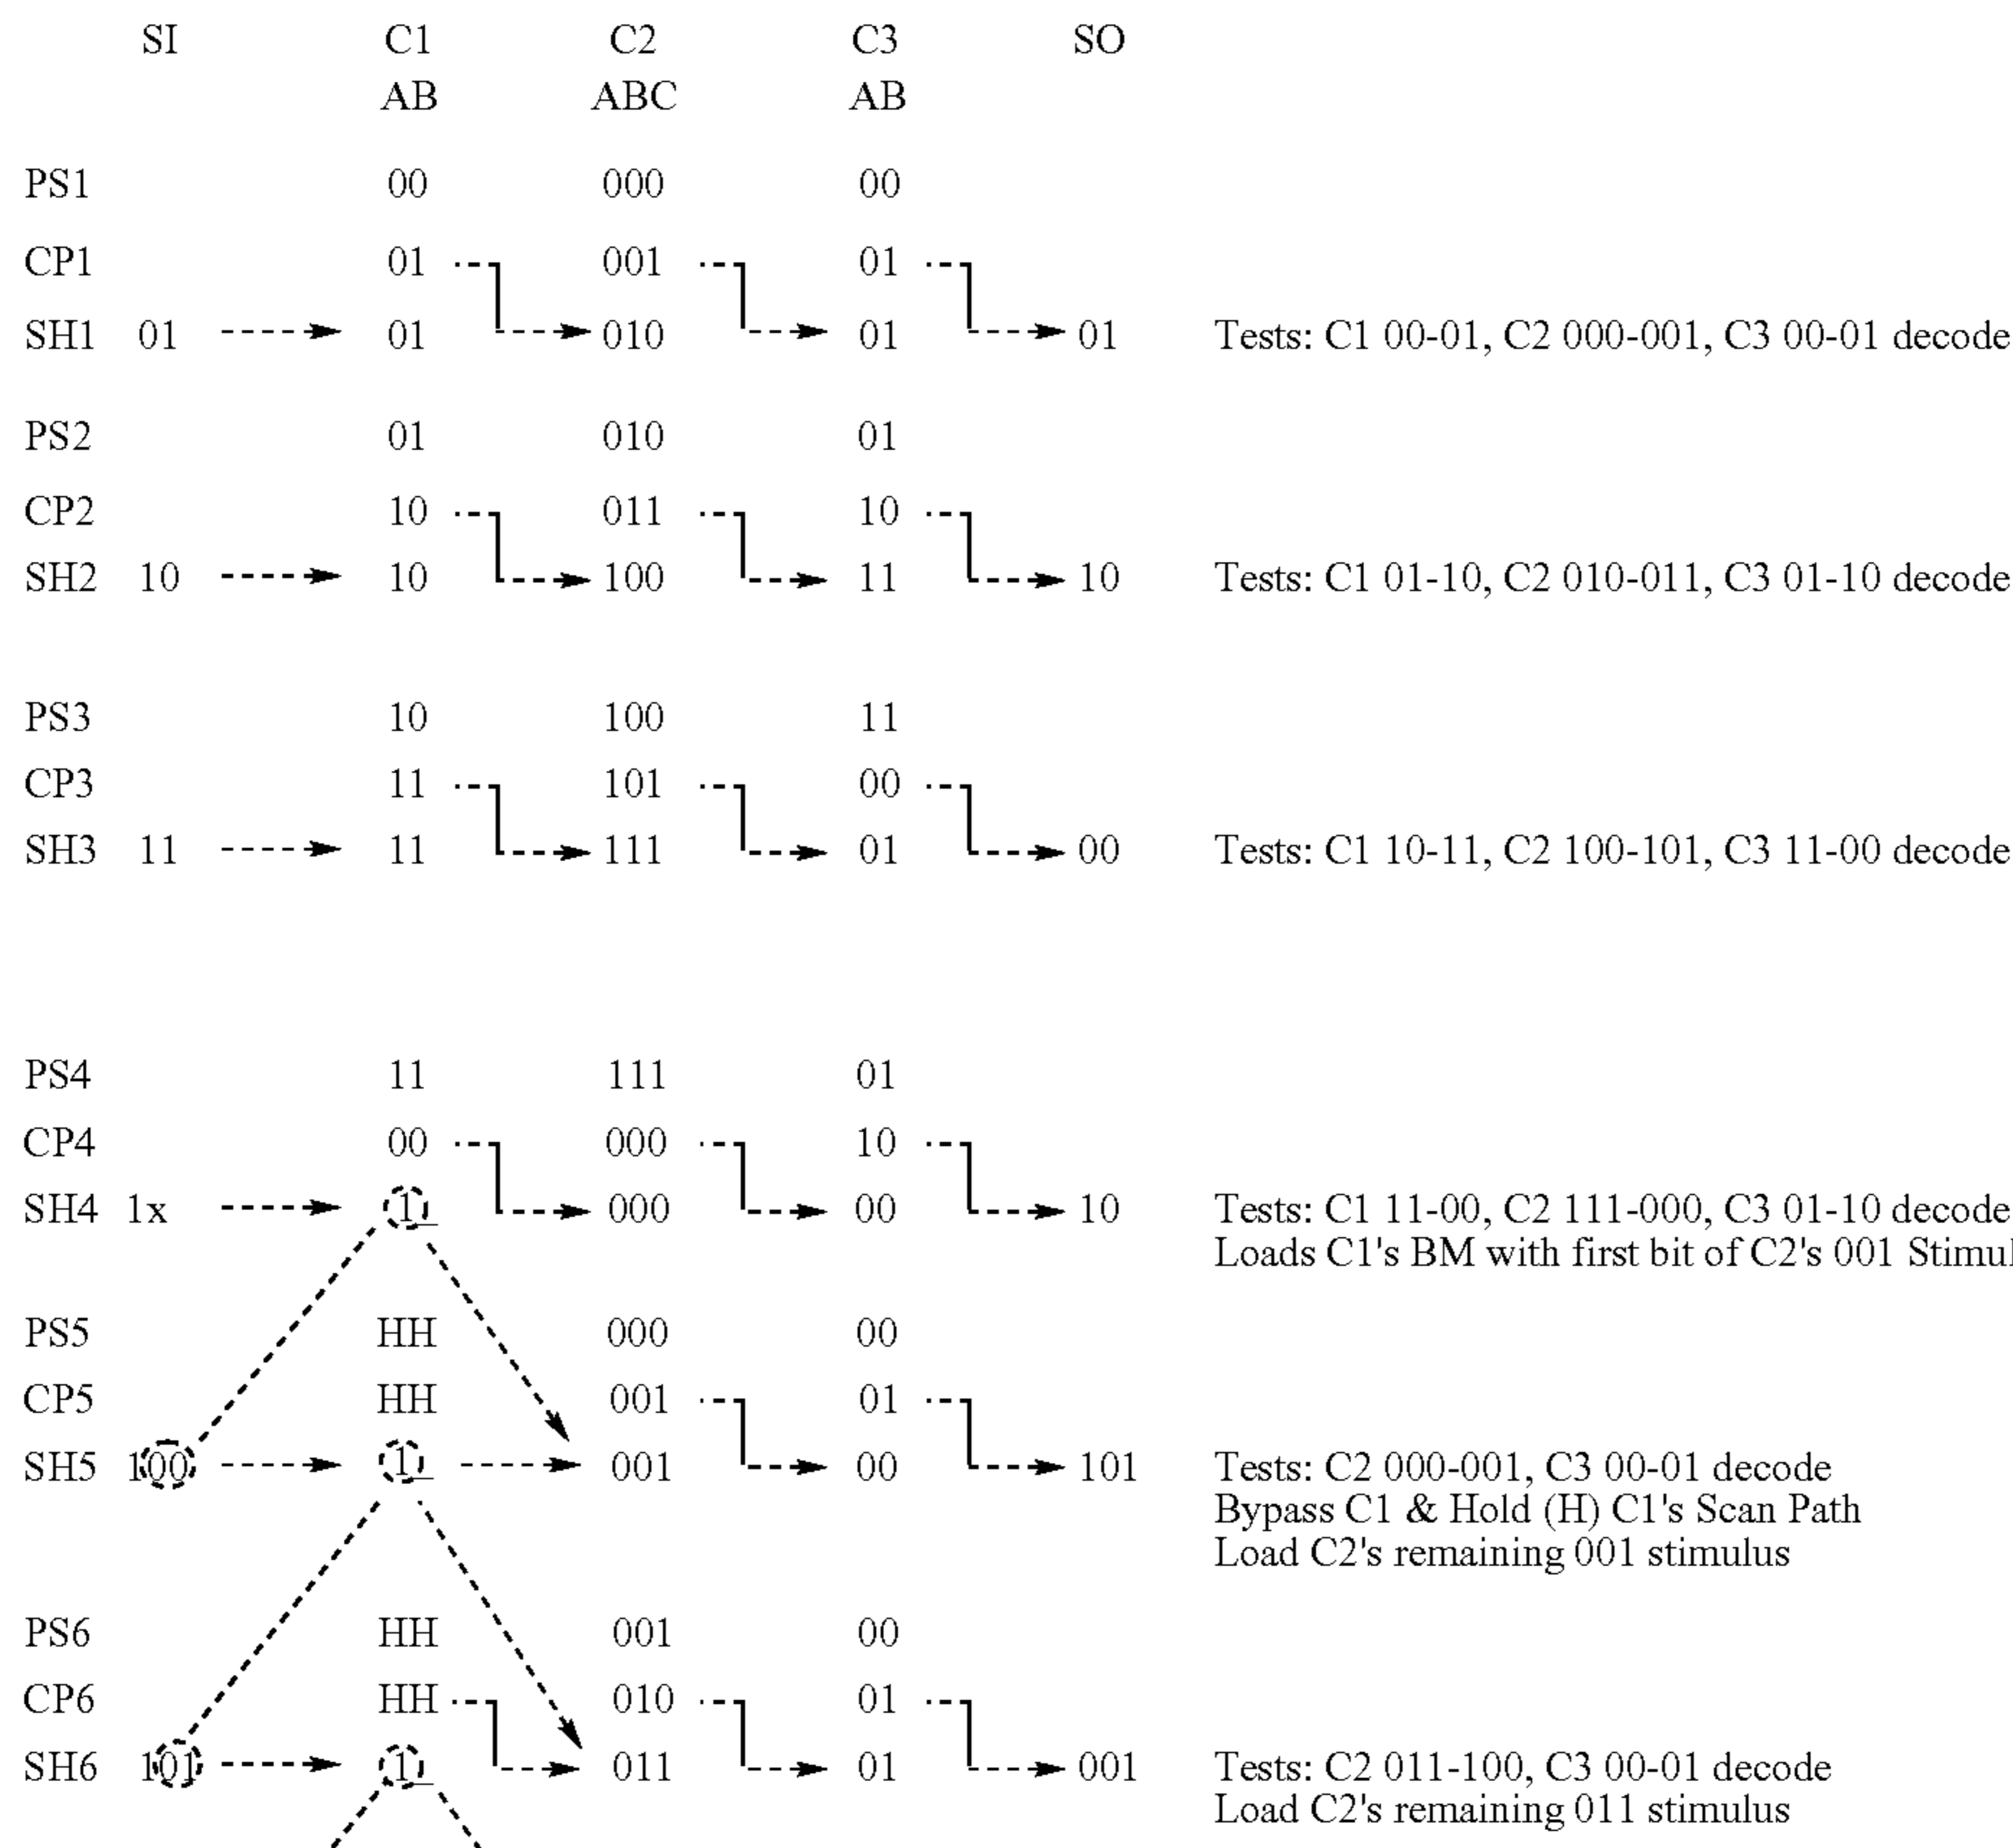 SI C1 C2 C3 SO
AB ABC AB
PS1 00 000 00
CP1 01 001 01
SH1 01 01 010 01 01 Tests: C1 00-01, C2 000-001, C3 00-01 decode
PS2 01 010 01
CP2 10 011 10
SH2 10 10 100 11 10 Tests: C1 01-10, C2 010-011, C3 01-10 decode
PS3 10 100 11
CP3 11 101 00
SH3 11 11 111 01 00 Tests: C1 10-11, C2 100-101, C3 11-00 decode
PS4 11 111 01
CP4 00 000 10
SH4 1x 1_ 000 00 10 Tests: C1 11-00, C2 111-000, C3 01-10 decode
Loads C1's BM with first bit of C2's 001
PS5 HH 000 00
CP5 HH 001 01
SH5 100 1_ 001 00 101 Tests: C2 000-001, C3 00-01 decode
Bypass C1 & Hold (H) C1's Scan Path
Load C2's remaining 001 stimulus
PS6 HH 001 00
CP6 HH 010 01
SH6 101 1_ 011 01 001 Tests: C2 011-100, C3 00-01 decode
Load C2's remaining 011 stimulus